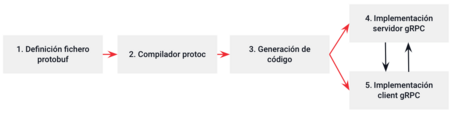 1. Definición fichero
protobuf
2. Compilador protoc
3. Generación de
código
4. Implementación
servidor gRPC
5. Implementación
client gRPC